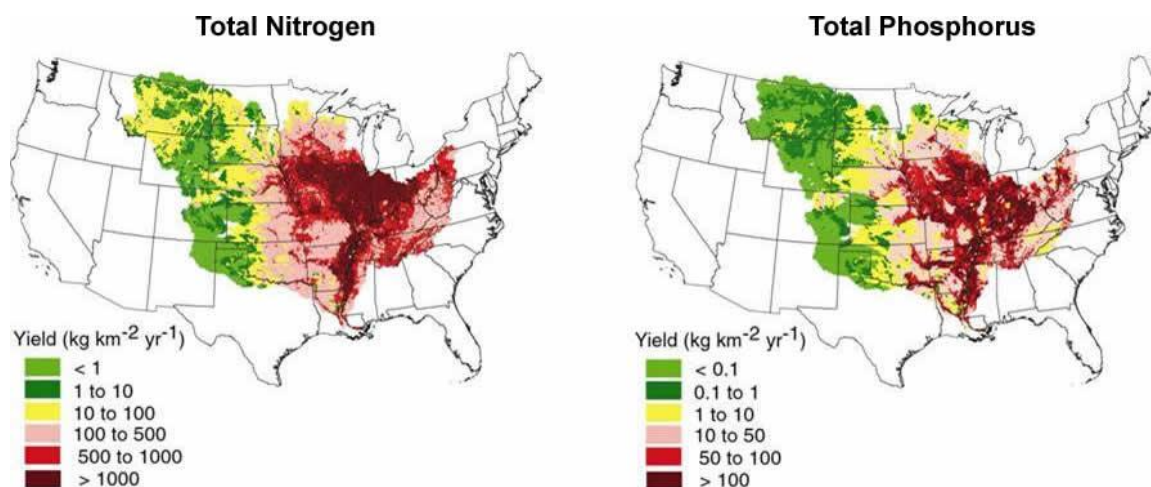 Total Nitrogen
Yield (kg km⁻² yr⁻¹)
< 1
1 to 10
10 to 100
100 to 500
500 to 1000
> 1000
Total Phosphorus
Yield (kg km⁻² yr⁻¹)
< 0.1
0.1 to 1
1 to 10
10 to 50
50 to 100
> 100